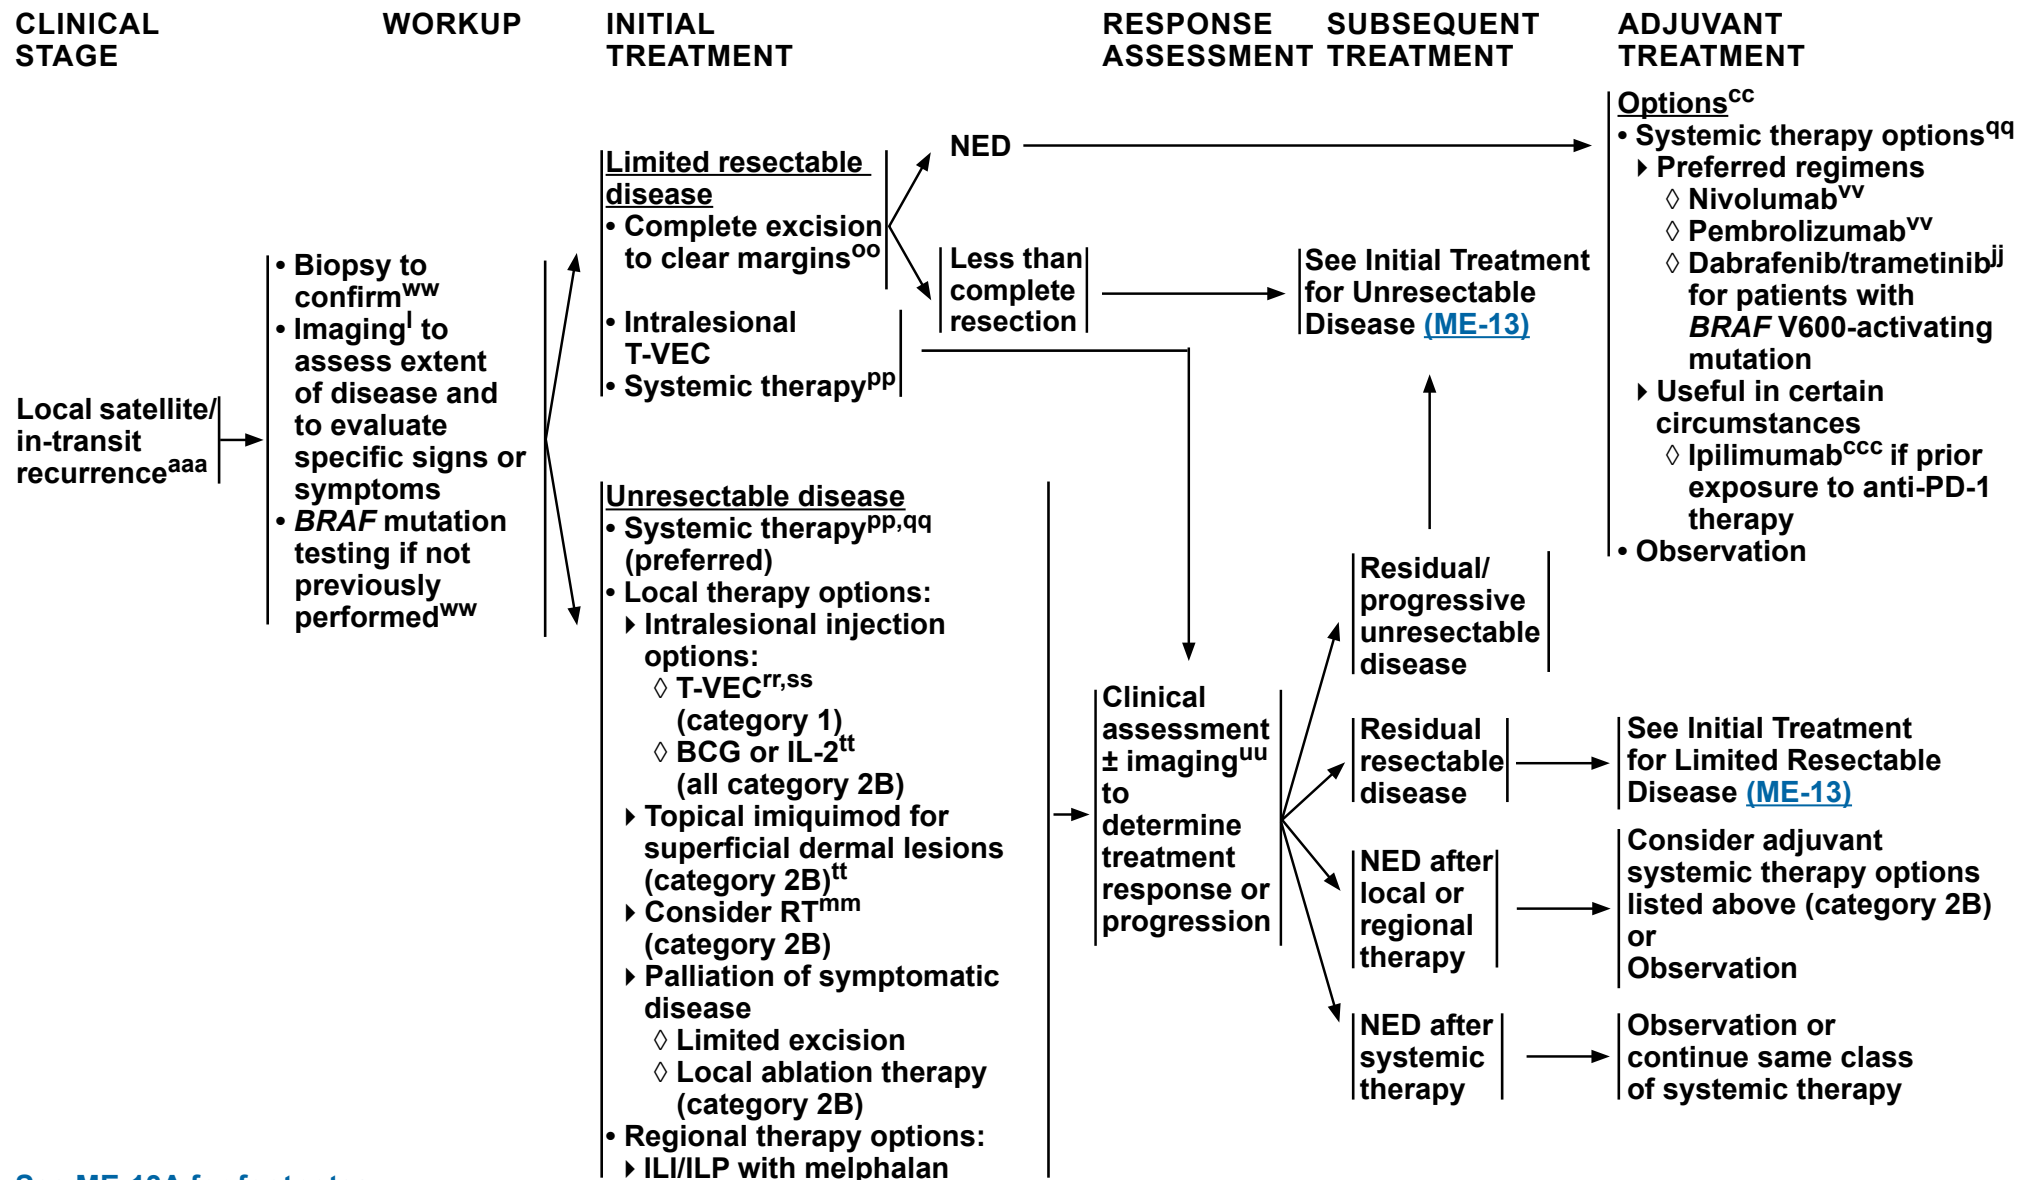 CLINICAL
STAGE
WORKUP
INITIAL
TREATMENT
RESPONSE
ASSESSMENT
SUBSEQUENT
TREATMENT
ADJUVANT
TREATMENT
Local satellite/
in-transit
recurrenceaaa
• Biopsy to
confirmww
• Imagingl to
assess extent
of disease and
to evaluate
specific signs or
symptoms
• BRAF mutation
testing if not
previously
performedww
Limited resectable
disease
• Complete excision
to clear marginsoo
• Intralesional
T-VEC
• Systemic therapypp
NED
Less than
complete
resection
See Initial Treatment
for Unresectable
Disease (ME-13)
Optionscc
• Systemic therapy optionsqq
Preferred regimens
◊ Nivolumabvv
◊ Pembrolizumabvv
◊ Dabrafenib/trametinibjj
for patients with
BRAF V600-activating
mutation
Useful in certain
circumstances
◊ Ipilimumabccc if prior
exposure to anti-PD-1
therapy
• Observation
Unresectable disease
• Systemic therapypp,qq
(preferred)
• Local therapy options:
Intralesional injection
options:
◊ T-VECrr,ss
(category 1)
◊ BCG or IL-2tt
(all category 2B)
Topical imiquimod for
superficial dermal lesions
(category 2B)tt
Consider RTmm
(category 2B)
Palliation of symptomatic
disease
◊ Limited excision
◊ Local ablation therapy
(category 2B)
• Regional therapy options:
ILI/ILP with melphalan
Clinical
assessment
± imaginguu
to
determine
treatment
response or
progression
Residual/
progressive
unresectable
disease
Residual
resectable
disease
See Initial Treatment
for Limited Resectable
Disease (ME-13)
NED after
local or
regional
therapy
Consider adjuvant
systemic therapy options
listed above (category 2B)
or
Observation
NED after
systemic
therapy
Observation or
continue same class
of systemic therapy